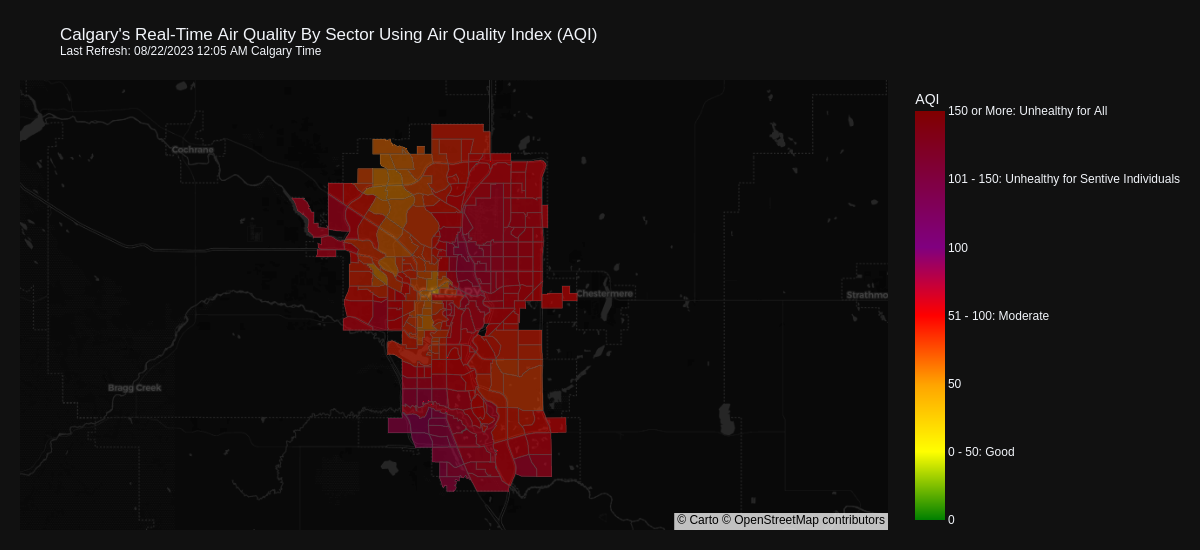 Calgary's Real-Time Air Quality By Sector Using Air Quality Index (AQI)
Last Refresh: 08/22/2023 12:05 AM Calgary Time
AQI
150 or More: Unhealthy for All
Cochrane
101 - 150: Unhealthy for Sentive Individuals
100
CALGARY
Chestermere
Strathmo
51 - 100: Moderate
Bragg Creek
50
0 - 50: Good
© Carto © OpenStreetMap contributors
0